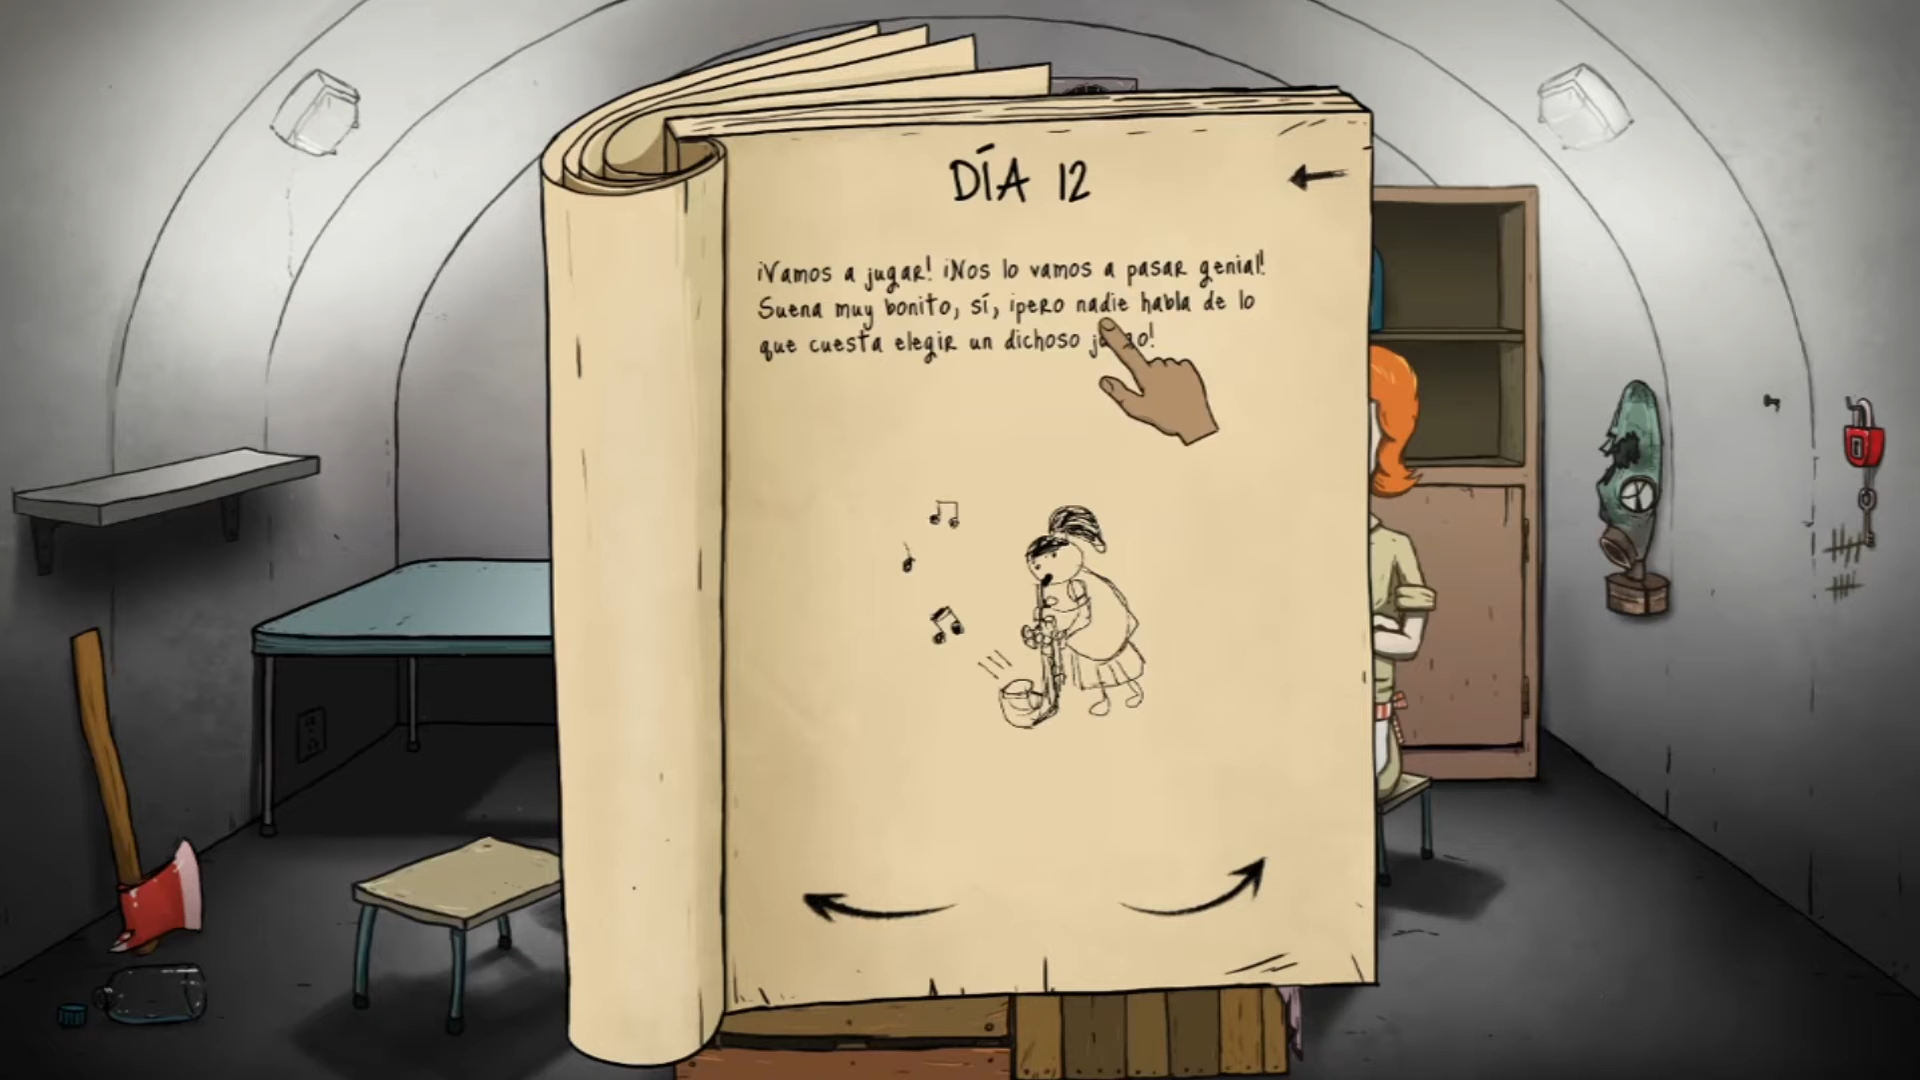 DÍA 12
¡Vamos a jugar! ¡Nos lo vamos a pasar genial!
Suena muy bonito, sí, ¡pero nadie habla de lo
que cuesta elegir un dichoso